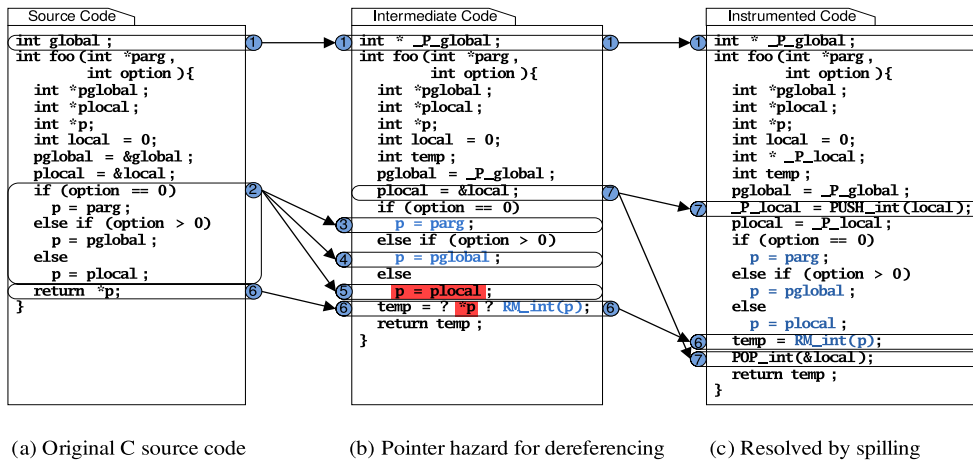 Source Code
int global ;
int foo (int *parg ,
int option ){
int *pglobal ;
int *plocal ;
int *p;
int local = 0;
pglobal = &global ;
plocal = &local ;
if (option == 0)
p = parg ;
else if (option > 0)
p = pglobal ;
else
p = plocal ;
return *p;
}
1
2
6
Intermediate Code
int * _P_global ;
int foo (int *parg ,
int option ){
int *pglobal ;
int *plocal ;
int *p;
int local = 0;
int temp ;
pglobal = _P_global ;
plocal = &local ;
if (option == 0)
p = parg ;
else if (option > 0)
p = pglobal ;
else
p = plocal ;
temp = ? *p ? RM_int(p);
return temp ;
}
1
3
4
5
6
1
7
6
Instrumented Code
int * _P_global ;
int foo (int *parg ,
int option ){
int *pglobal ;
int *plocal ;
int *p;
int local = 0;
int * _P_local ;
int temp ;
pglobal = _P_global ;
_P_local = PUSH_int(local);
plocal = _P_local ;
if (option == 0)
p = parg ;
else if (option > 0)
p = pglobal ;
else
p = plocal ;
temp = RM_int(p);
POP_int(&local);
return temp ;
}
1
7
6
7
(a) Original C source code
(b) Pointer hazard for dereferencing
(c) Resolved by spilling